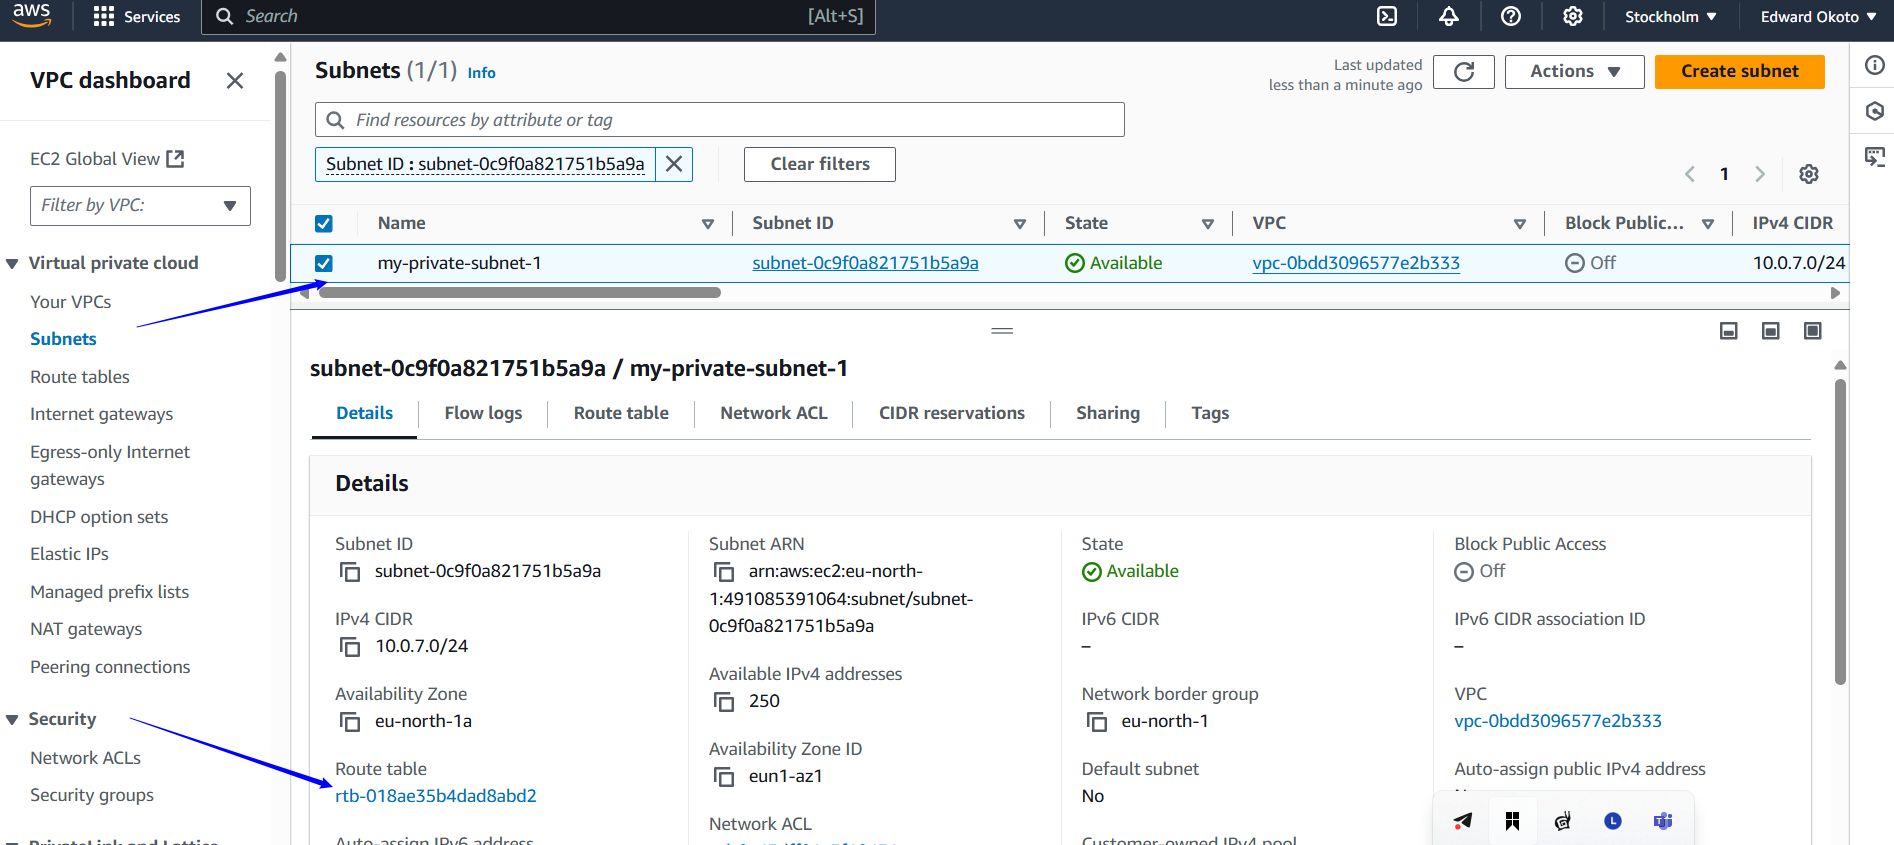 aws
Services
Search
[Alt+S]
Stockholm
Edward Okoto
VPC dashboard
EC2 Global View
Filter by VPC:
Virtual private cloud
Your VPCs
Subnets
Route tables
Internet gateways
Egress-only Internet
gateways
DHCP option sets
Elastic IPs
Managed prefix lists
NAT gateways
Peering connections
Security
Network ACLs
Security groups
PrivateLink and Lattice
Subnets (1/1) Info
Last updated
less than a minute ago
Actions
Create subnet
Find resources by attribute or tag
Subnet ID : subnet-0c9f0a821751b5a9a
Clear filters
1
Name
Subnet ID
State
VPC
Block Public...
IPv4 CIDR
my-private-subnet-1
subnet-0c9f0a821751b5a9a
Available
vpc-0bdd3096577e2b333
Off
10.0.7.0/24
subnet-0c9f0a821751b5a9a / my-private-subnet-1
Details
Flow logs
Route table
Network ACL
CIDR reservations
Sharing
Tags
Details
Subnet ID
subnet-0c9f0a821751b5a9a
IPv4 CIDR
10.0.7.0/24
Availability Zone
eu-north-1a
Route table
rtb-018ae35b4dad8abd2
Auto-assign IPv6 address
Subnet ARN
arn:aws:ec2:eu-north-
1:491085391064:subnet/subnet-
0c9f0a821751b5a9a
Available IPv4 addresses
250
Availability Zone ID
eun1-az1
Network ACL
State
Available
IPv6 CIDR
–
Network border group
eu-north-1
Default subnet
No
Customer-owned IPv4 pool
Block Public Access
Off
IPv6 CIDR association ID
–
VPC
vpc-0bdd3096577e2b333
Auto-assign public IPv4 address